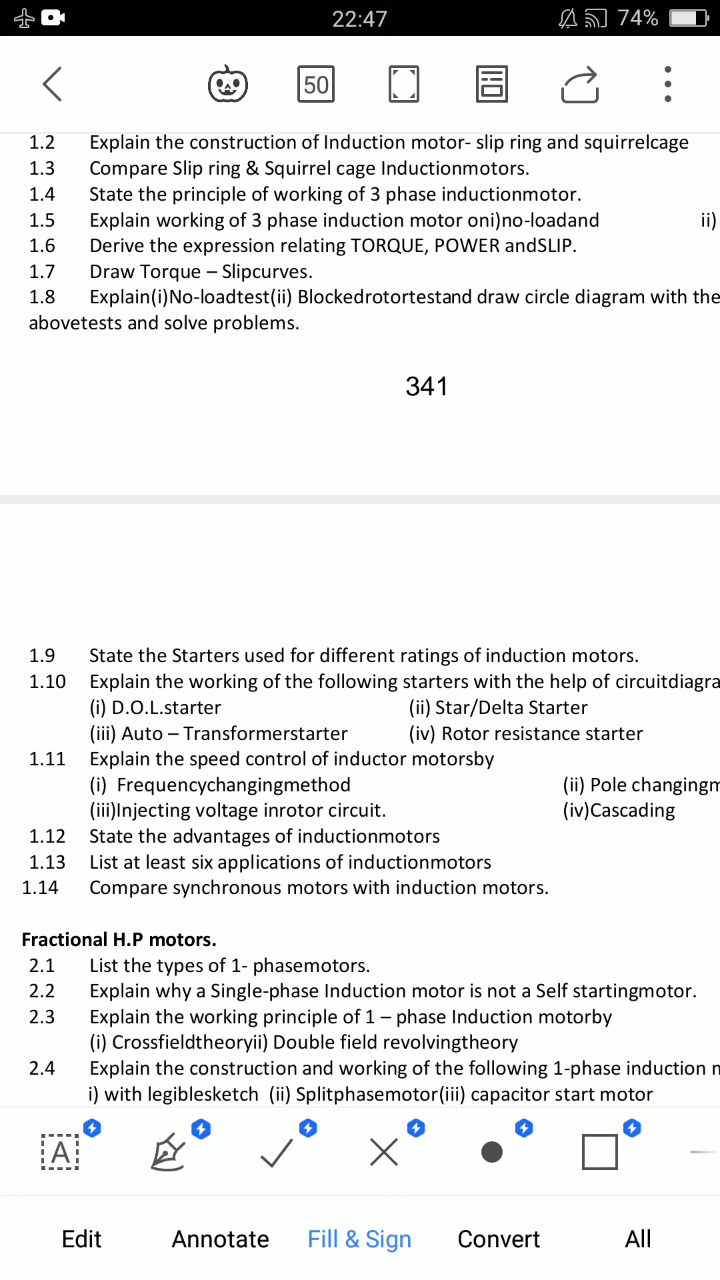 22:47
74%
50
1.2 Explain the construction of Induction motor- slip ring and squirrelcage
1.3 Compare Slip ring & Squirrel cage Inductionmotors.
1.4 State the principle of working of 3 phase inductionmotor.
1.5 Explain working of 3 phase induction motor oni)no-loadand ii)
1.6 Derive the expression relating TORQUE, POWER andSLIP.
1.7 Draw Torque – Slipcurves.
1.8 Explain(i)No-loadtest(ii) Blockedrotortestand draw circle diagram with the
abovetests and solve problems.
341
1.9 State the Starters used for different ratings of induction motors.
1.10 Explain the working of the following starters with the help of circuitdiagra
(i) D.O.L.starter (ii) Star/Delta Starter
(iii) Auto – Transformerstarter (iv) Rotor resistance starter
1.11 Explain the speed control of inductor motorsby
(i) Frequencychangingmethod (ii) Pole changingm
(iii)Injecting voltage inrotor circuit. (iv)Cascading
1.12 State the advantages of inductionmotors
1.13 List at least six applications of inductionmotors
1.14 Compare synchronous motors with induction motors.
Fractional H.P motors.
2.1 List the types of 1- phasemotors.
2.2 Explain why a Single-phase Induction motor is not a Self startingmotor.
2.3 Explain the working principle of 1 – phase Induction motorby
(i) Crossfieldtheoryii) Double field revolvingtheory
2.4 Explain the construction and working of the following 1-phase induction m
i) with legiblesketch (ii) Splitphasemotor(iii) capacitor start motor
A
Edit Annotate Fill & Sign Convert All